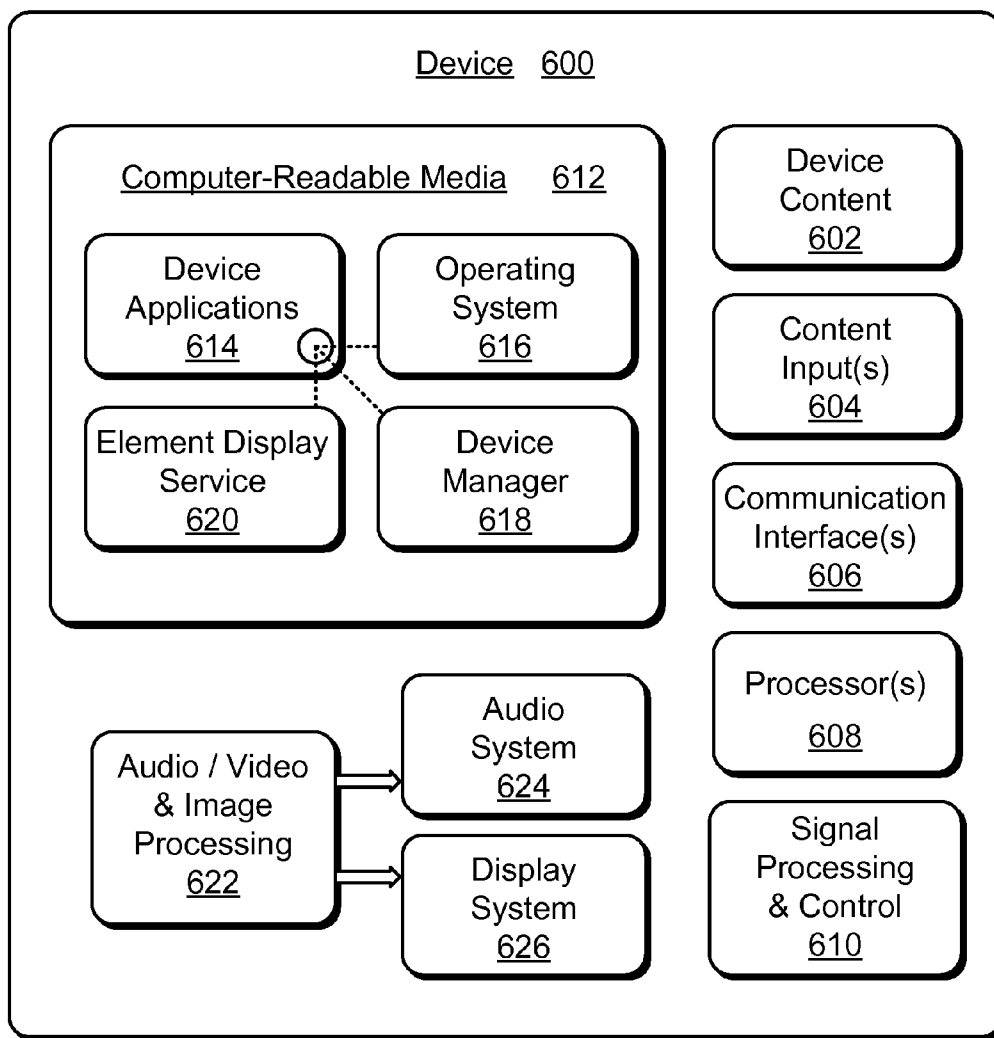 Device 600
Computer-Readable Media 612
Device
Applications
614
Operating
System
616
Element Display
Service
620
Device
Manager
618
Audio / Video
& Image
Processing
622
Audio
System
624
Display
System
626
Device
Content
602
Content
Input(s)
604
Communication
Interface(s)
606
Processor(s)
608
Signal
Processing
& Control
610